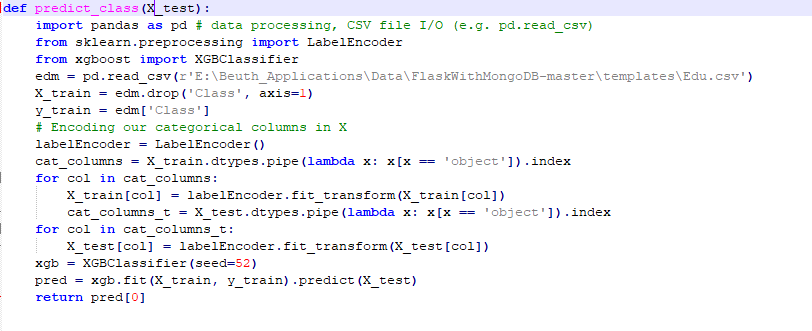 def predict_class(X_test):
    import pandas as pd # data processing, CSV file I/O (e.g. pd.read_csv)
    from sklearn.preprocessing import LabelEncoder
    from xgboost import XGBClassifier
    edm = pd.read_csv(r'E:\Beuth_Applications\Data\FlaskWithMongoDB-master\templates\Edu.csv')
    X_train = edm.drop('Class', axis=1)
    y_train = edm['Class']
    # Encoding our categorical columns in X
    labelEncoder = LabelEncoder()
    cat_columns = X_train.dtypes.pipe(lambda x: x[x == 'object']).index
    for col in cat_columns:
        X_train[col] = labelEncoder.fit_transform(X_train[col])
        cat_columns_t = X_test.dtypes.pipe(lambda x: x[x == 'object']).index
    for col in cat_columns_t:
        X_test[col] = labelEncoder.fit_transform(X_test[col])
    xgb = XGBClassifier(seed=52)
    pred = xgb.fit(X_train, y_train).predict(X_test)
    return pred[0]